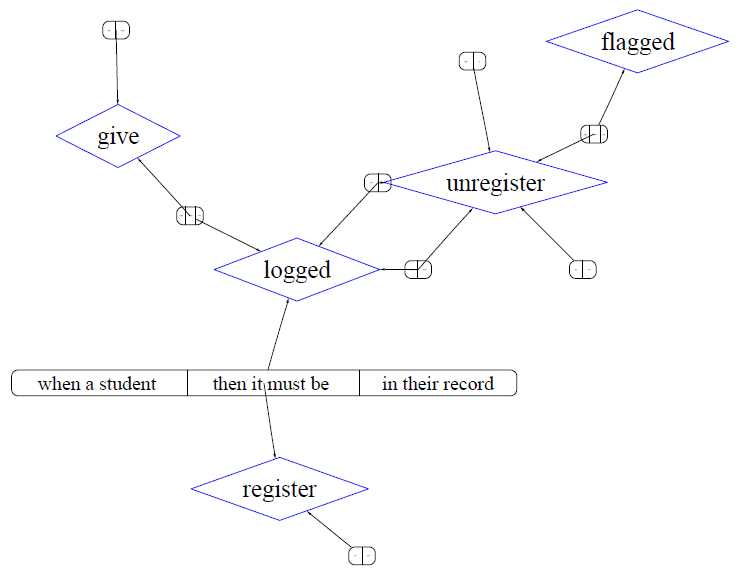 flagged
give
unregister
logged
when a student then it must be in their record
register